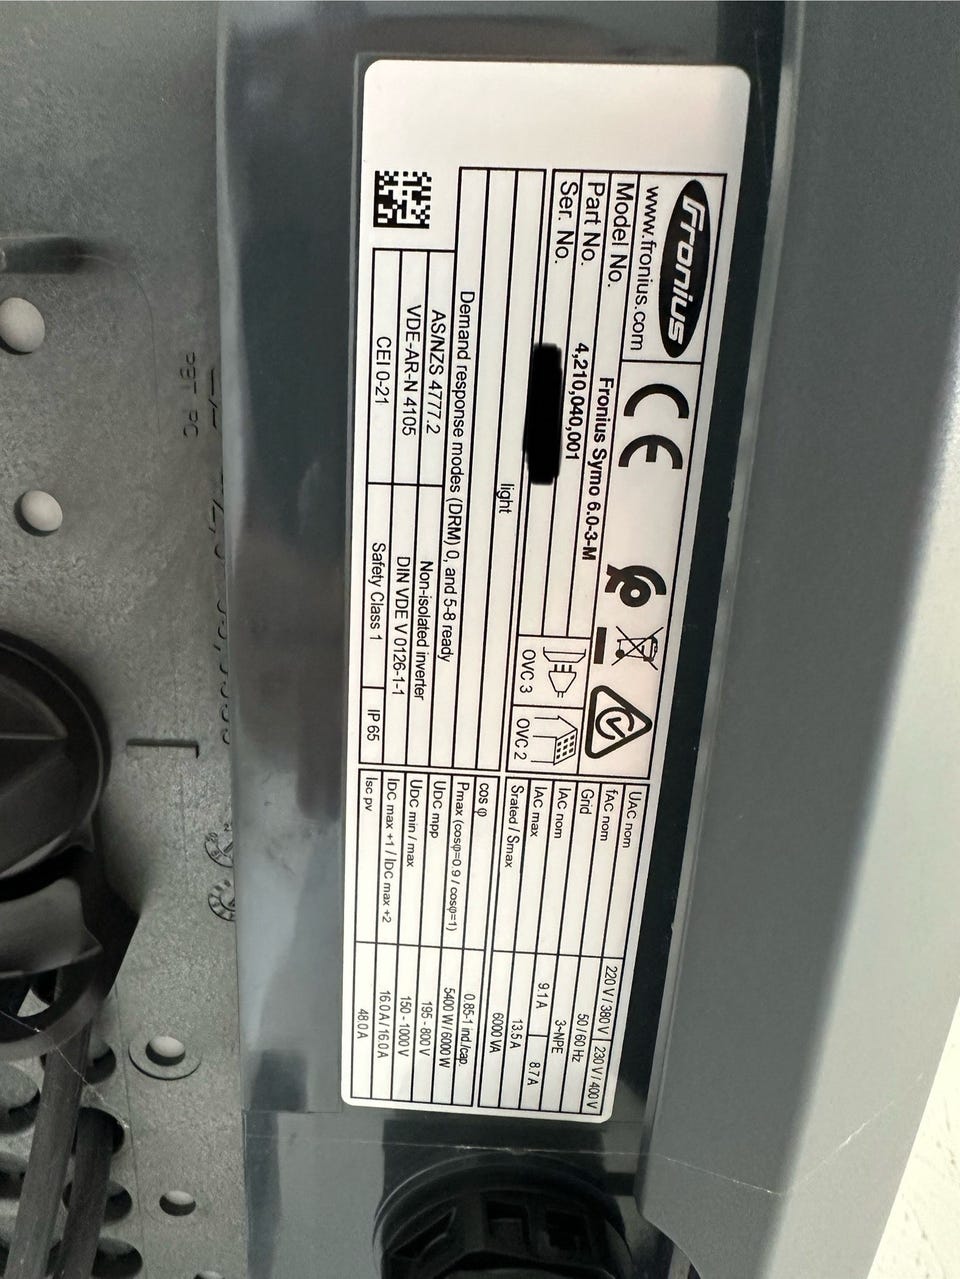 Fronius
www.fronius.com
CE
Model No. Fronius Symo 6.0-3-M
Part No. 4,210,040,001
Ser. No.
OVC 3 OVC 2
light
Demand response modes (DRM) 0, and 5-8 ready
AS/NZS 4777.2 Non-isolated inverter
VDE-AR-N 4105 DIN VDE V 0126-1-1
CEI 0-21 Safety Class 1 IP 65
UAC nom 220 V / 380 V 230 V / 400 V
fAC nom 50 / 60 Hz
Grid 3~NPE
IAC nom 9.1 A 8.7 A
IAC max 13.5 A
Srated / Smax 6000 VA
cos φ 0.85-1 ind./cap.
Pmax (cosφ=0.9 / cosφ=1) 5400 W / 6000 W
UDC mpp 195 - 800 V
UDC min / max 150 - 1000 V
IDC max +1 / IDC max +2 16.0 A / 16.0 A
Isc pv 48.0 A
PBT PC